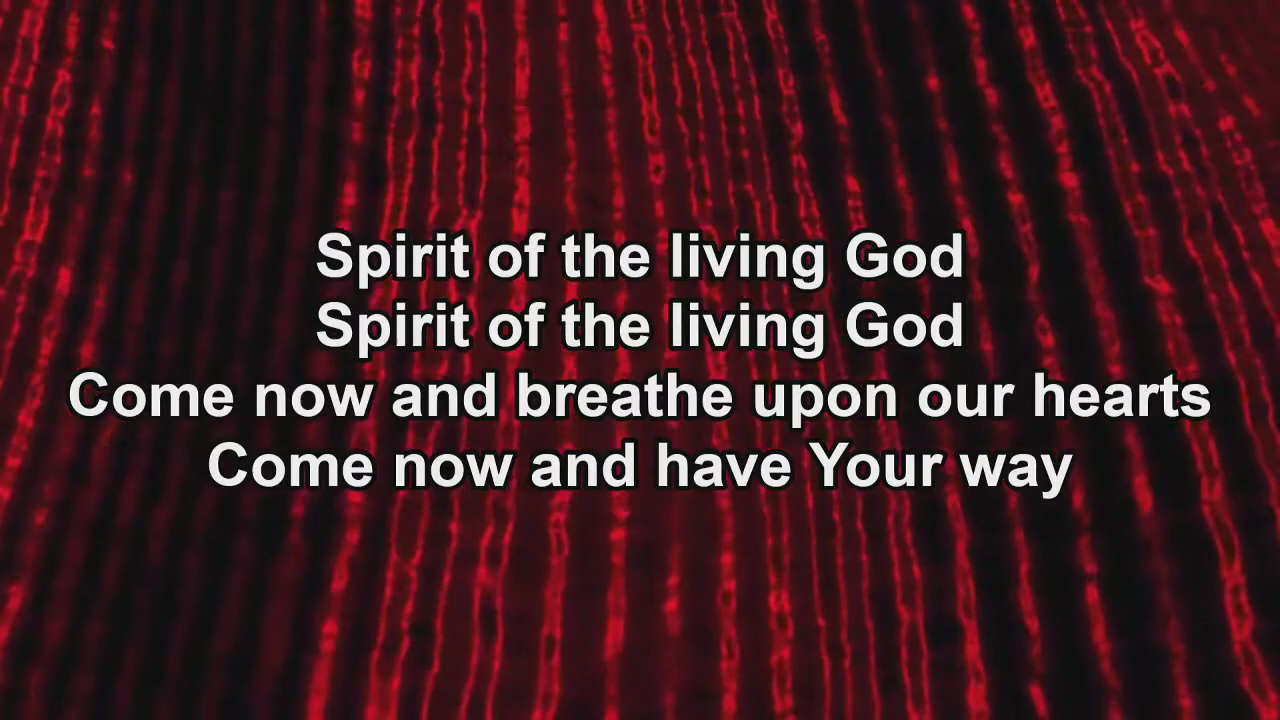 Spirit of the living God
Spirit of the living God
Come now and breathe upon our hearts
Come now and have Your way